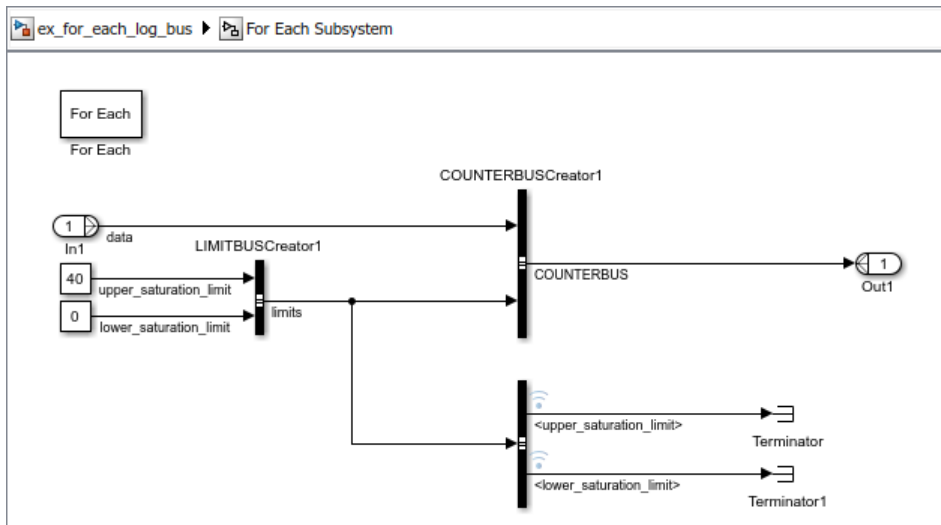 ex_for_each_log_bus For Each Subsystem
For Each
For Each
COUNTERBUSCreator1
1
data
In1
LIMITBUSCreator1
40
upper_saturation_limit
0
lower_saturation_limit
limits
COUNTERBUS
1
Out1
<upper_saturation_limit>
Terminator
<lower_saturation_limit>
Terminator1